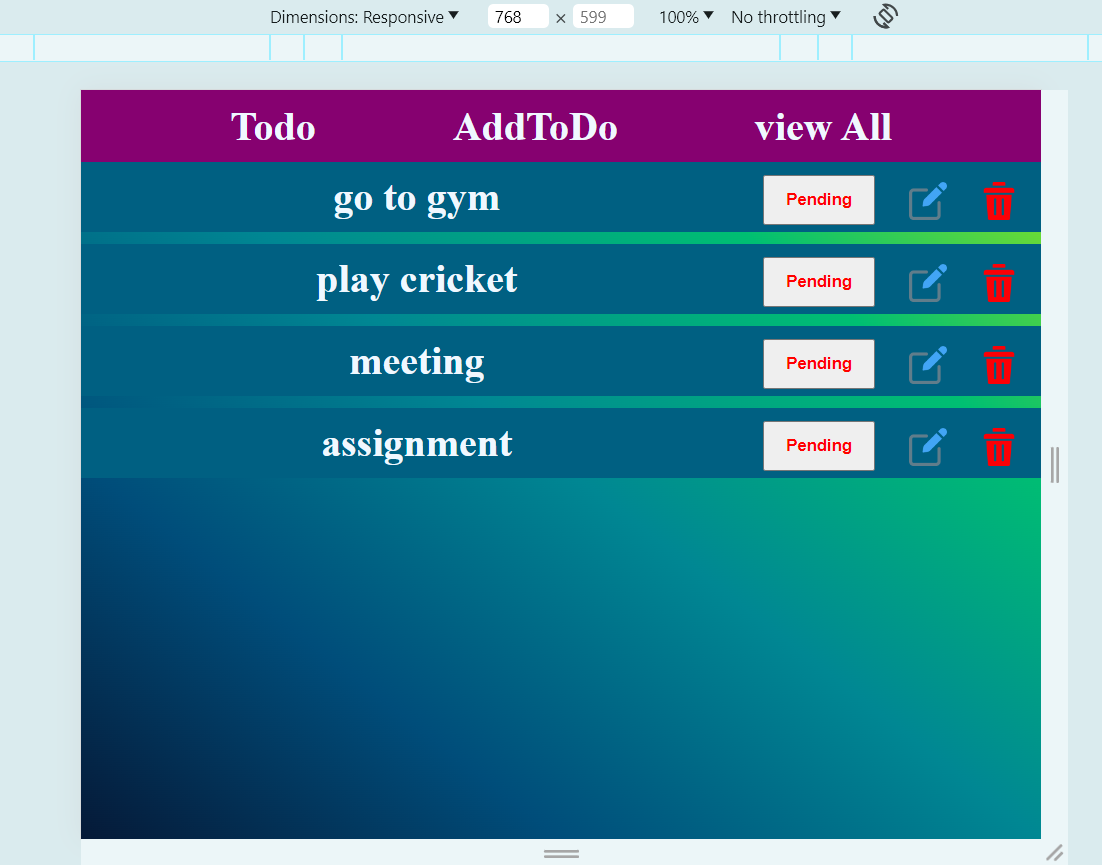 Dimensions: Responsive 768 × 599 100% No throttling
Todo AddToDo view All
go to gym Pending
play cricket Pending
meeting Pending
assignment Pending